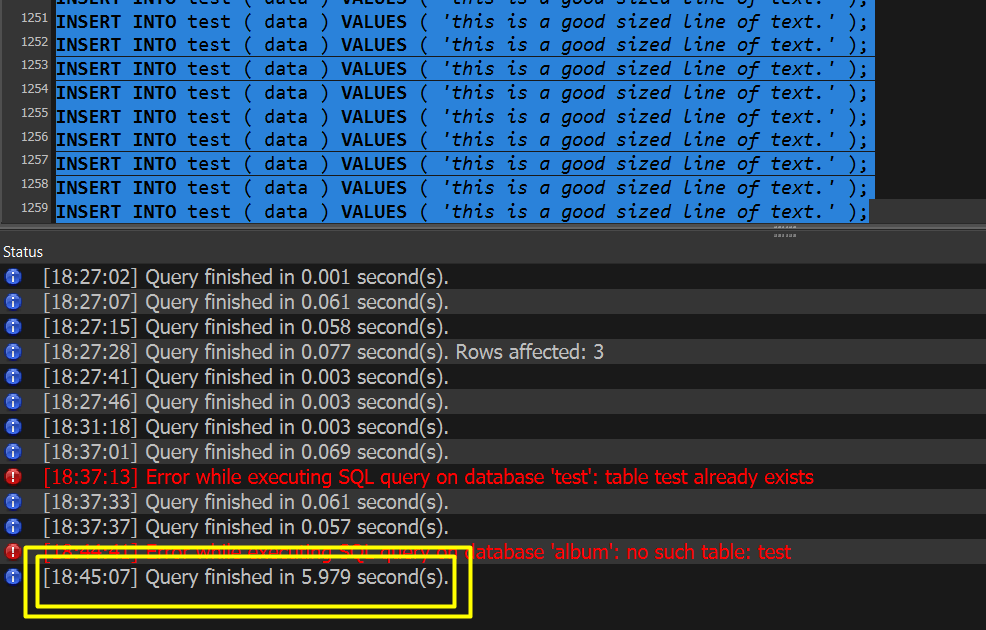 INSERT INTO test ( data ) VALUES ( 'this is a good sized line of text.' );
1251 INSERT INTO test ( data ) VALUES ( 'this is a good sized line of text.' );
1252 INSERT INTO test ( data ) VALUES ( 'this is a good sized line of text.' );
1253 INSERT INTO test ( data ) VALUES ( 'this is a good sized line of text.' );
1254 INSERT INTO test ( data ) VALUES ( 'this is a good sized line of text.' );
1255 INSERT INTO test ( data ) VALUES ( 'this is a good sized line of text.' );
1256 INSERT INTO test ( data ) VALUES ( 'this is a good sized line of text.' );
1257 INSERT INTO test ( data ) VALUES ( 'this is a good sized line of text.' );
1258 INSERT INTO test ( data ) VALUES ( 'this is a good sized line of text.' );
1259 INSERT INTO test ( data ) VALUES ( 'this is a good sized line of text.' );
Status
[18:27:02] Query finished in 0.001 second(s).
[18:27:07] Query finished in 0.061 second(s).
[18:27:15] Query finished in 0.058 second(s).
[18:27:28] Query finished in 0.077 second(s). Rows affected: 3
[18:27:41] Query finished in 0.003 second(s).
[18:27:46] Query finished in 0.003 second(s).
[18:31:18] Query finished in 0.003 second(s).
[18:37:01] Query finished in 0.069 second(s).
[18:37:13] Error while executing SQL query on database 'test': table test already exists
[18:37:33] Query finished in 0.061 second(s).
[18:37:37] Query finished in 0.057 second(s).
Error while executing SQL query on database 'album': no such table: test
[18:45:07] Query finished in 5.979 second(s).